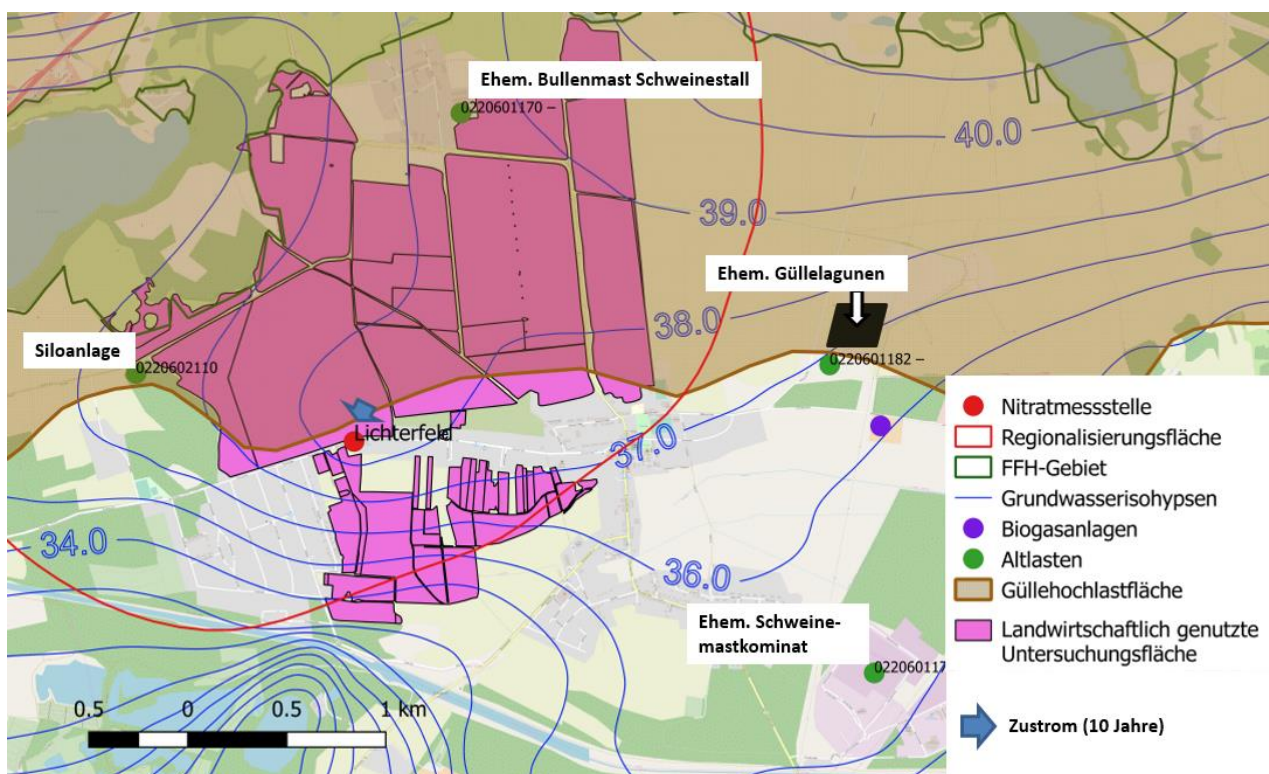 Ehem. Bullenmast Schweinestall
0220601170 –
40.0
39.0
Ehem. Güllelagunen
38.0
Siloanlage
0220602110
0220601182 –
Lichterfeld
37.0
34.0
36.0
Ehem. Schweine-
mastkominat
022060117
0.5 0 0.5 1 km
Nitratmessstelle
Regionalisierungsfläche
FFH-Gebiet
Grundwasserisohypsen
Biogasanlagen
Altlasten
Güllehochlastfläche
Landwirtschaftlich genutzte
Untersuchungsfläche
Zustrom (10 Jahre)